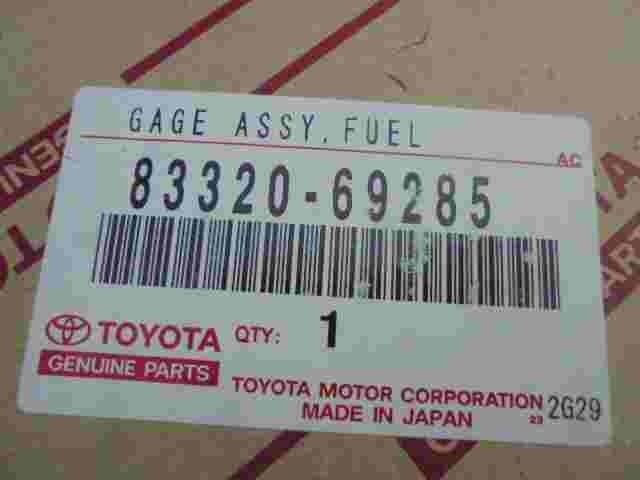 GAGE ASSY, FUEL
AC
83320-69285
TOYOTA QTY: 1
GENUINE PARTS
TOYOTA MOTOR CORPORATION
MADE IN JAPAN 23 2G29